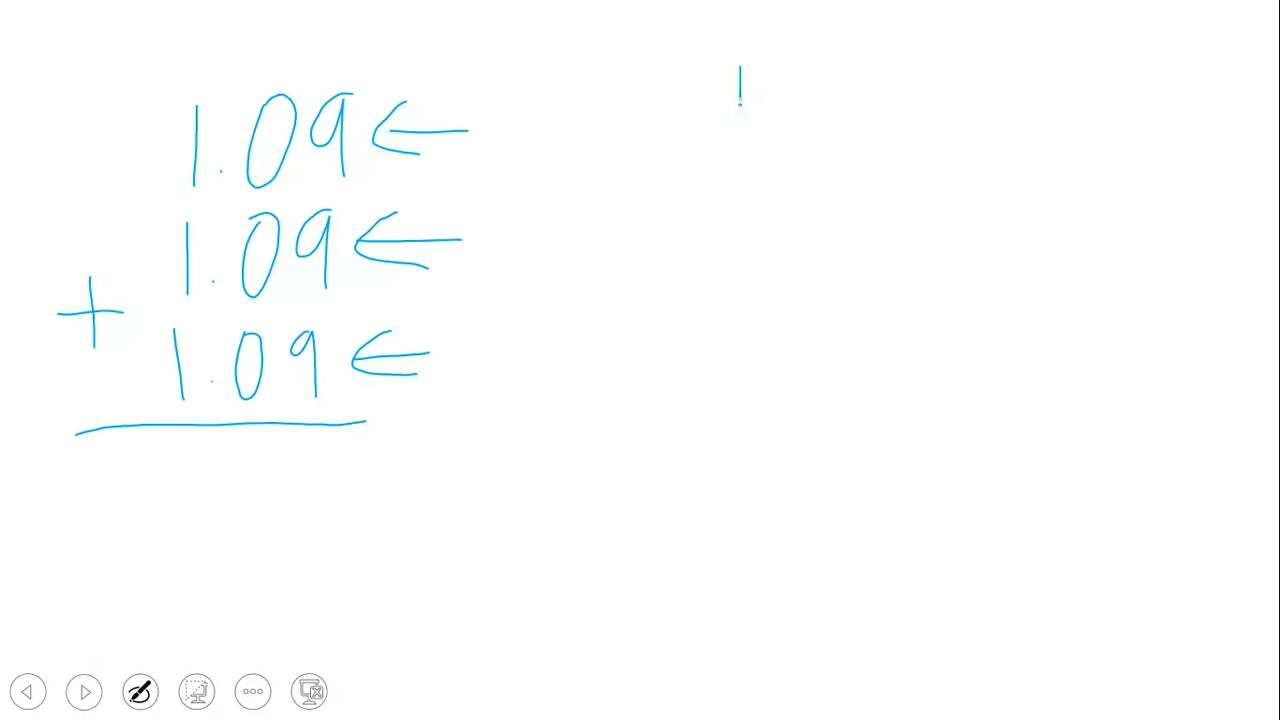 1.09 ←
1.09 ←
+ 1.09 ←